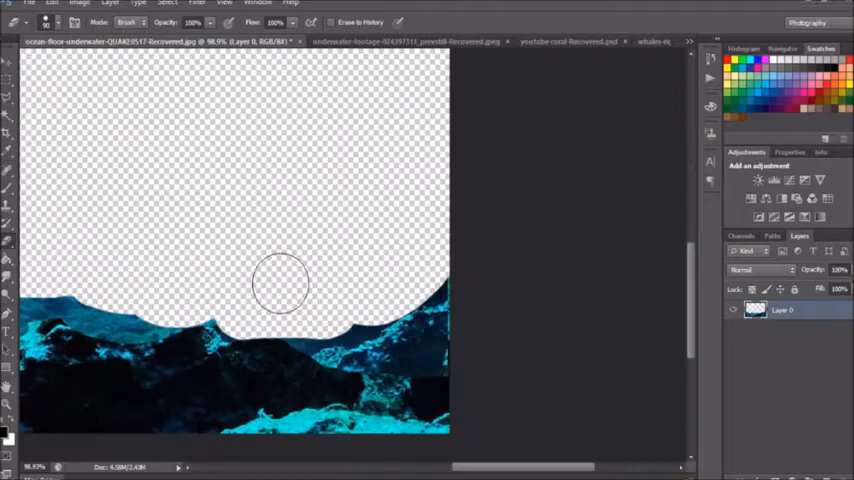 File Edit Image Layer Type Select Filter View Window Help
90 Mode: Brush Opacity: 100% Flow: 100% Erase to History Photography
ocean-floor-underwater-QUAKE0517-Recovered.jpg @ 98.9% (Layer 0, RGB/8#) * × underwater-footage-024397311_prevstill-Recovered.jpeg × youtube coral-Recovered.psd ×
Histogram Navigator Swatches
Adjustments Properties Info
Add an adjustment
Channels Paths Layers
Kind
Normal Opacity: 100%
Lock: Fill: 100%
Layer 0
98.93% Doc: 4.58M/2.43M